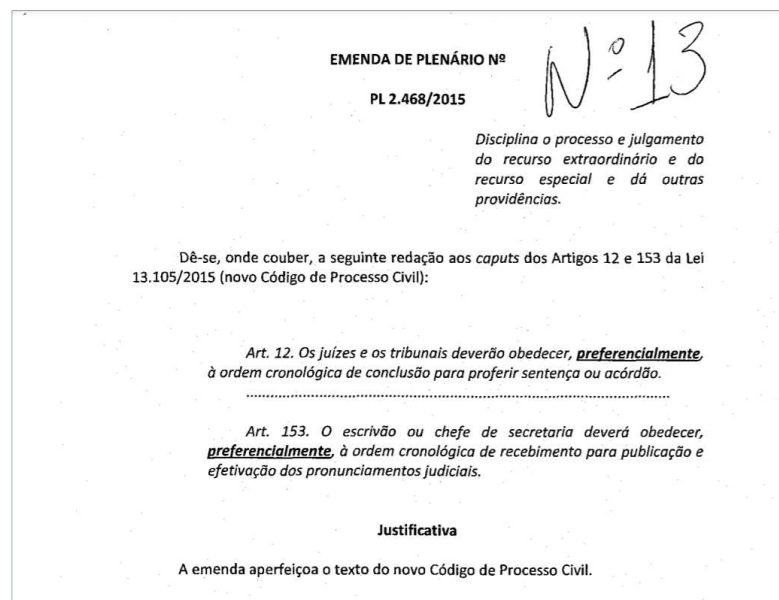 EMENDA DE PLENÁRIO Nº
Nº 13
PL 2.468/2015
Disciplina o processo e julgamento
do recurso extraordinário e do
recurso especial e dá outras
providências.
Dê-se, onde couber, a seguinte redação aos caputs dos Artigos 12 e 153 da Lei
13.105/2015 (novo Código de Processo Civil):
Art. 12. Os juízes e os tribunais deverão obedecer, preferencialmente,
à ordem cronológica de conclusão para proferir sentença ou acórdão.
................................................................................
Art. 153. O escrivão ou chefe de secretaria deverá obedecer,
preferencialmente, à ordem cronológica de recebimento para publicação e
efetivação dos pronunciamentos judiciais.
Justificativa
A emenda aperfeiçoa o texto do novo Código de Processo Civil.